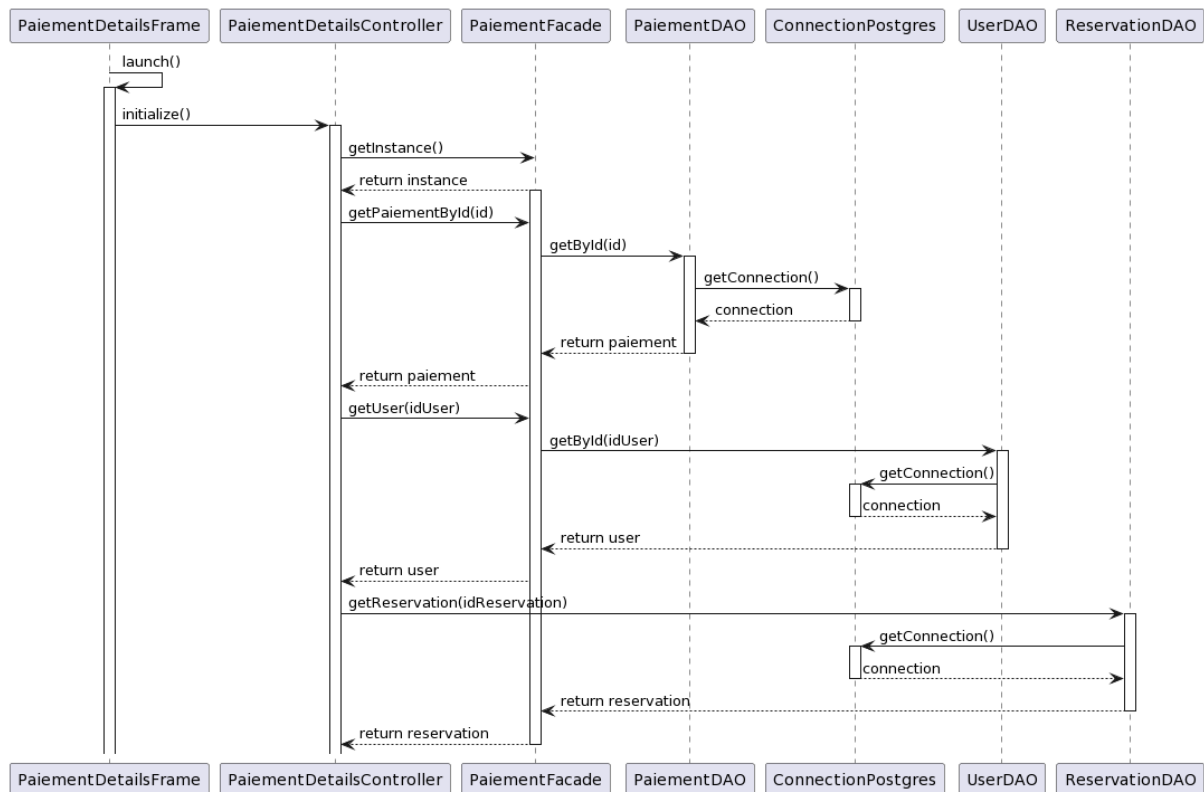 PaiementDetailsFrame PaiementDetailsController PaiementFacade PaiementDAO ConnectionPostgres UserDAO ReservationDAO
launch()
initialize()
getInstance()
return instance
getPaiementById(id)
getById(id)
getConnection()
connection
return paiement
return paiement
getUser(idUser)
getById(idUser)
getConnection()
connection
return user
return user
getReservation(idReservation)
getConnection()
connection
return reservation
return reservation
PaiementDetailsFrame PaiementDetailsController PaiementFacade PaiementDAO ConnectionPostgres UserDAO ReservationDAO